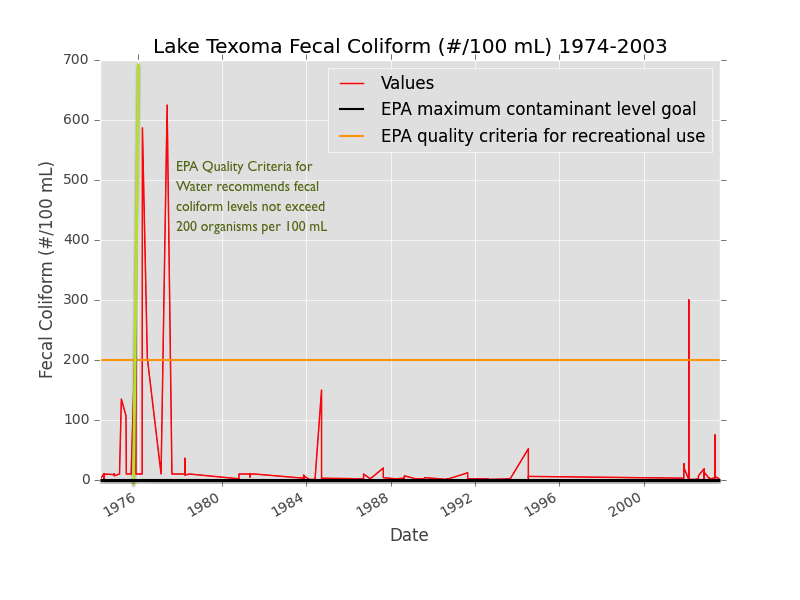 Lake Texoma Fecal Coliform (#/100 mL) 1974-2003
700
600
500
400
300
200
100
0
Fecal Coliform (#/100 mL)
Values
EPA maximum contaminant level goal
EPA quality criteria for recreational use
EPA Quality Criteria for
Water recommends fecal
coliform levels not exceed
200 organisms per 100 mL
1976
1980
1984
1988
1992
1996
2000
Date